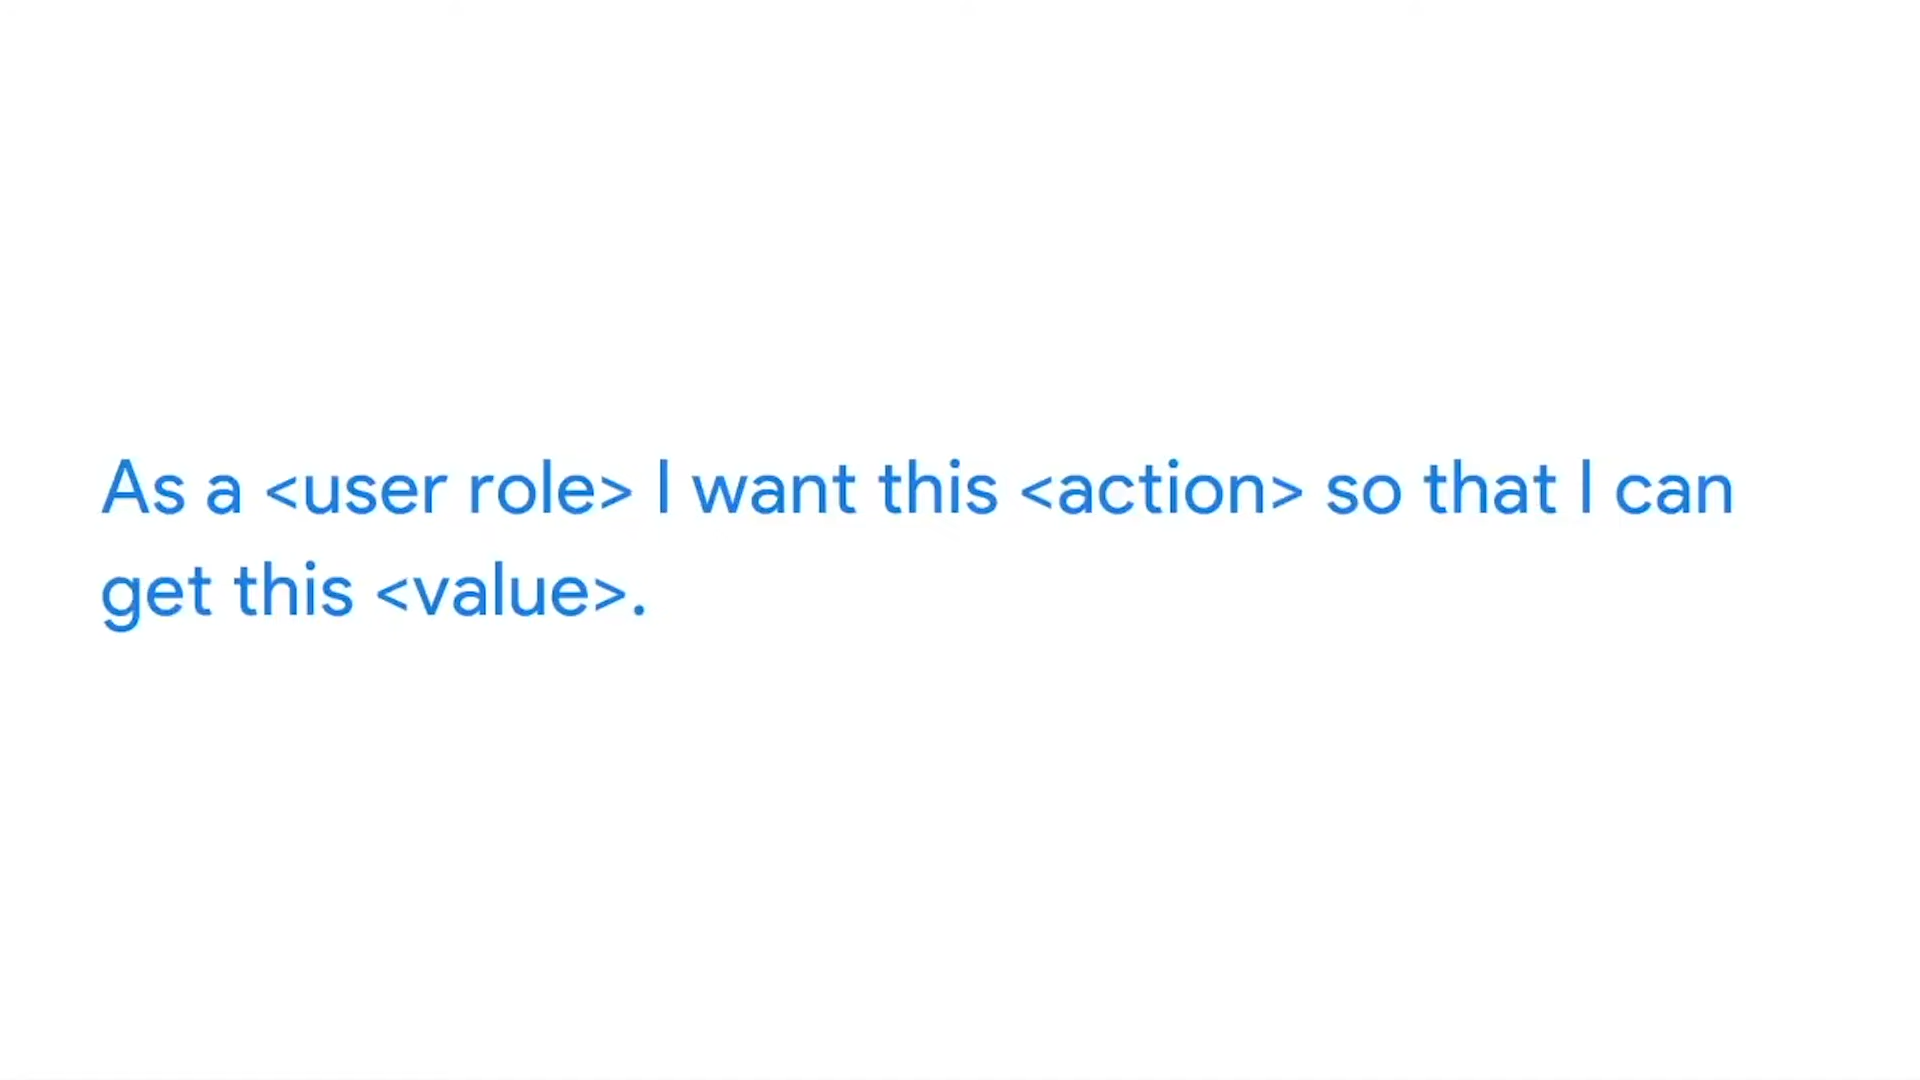 As a <user role> I want this <action> so that I can
get this <value>.